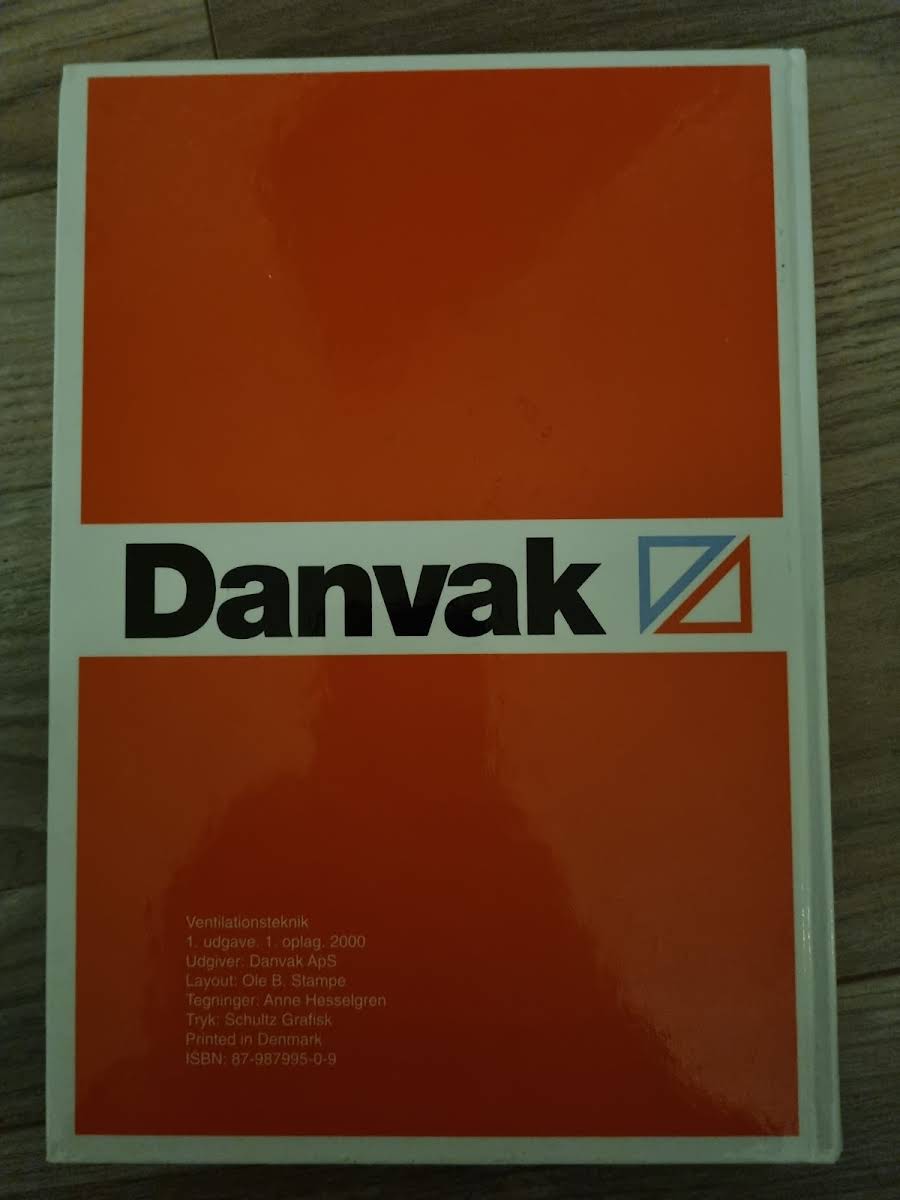 Danvak
Ventilationsteknik
1. udgave. 1. oplag. 2000
Udgiver: Danvak ApS
Layout: Ole B. Stampe
Tegninger: Anne Hesselgren
Tryk: Schultz Grafisk
Printed in Denmark
ISBN: 87-987995-0-9